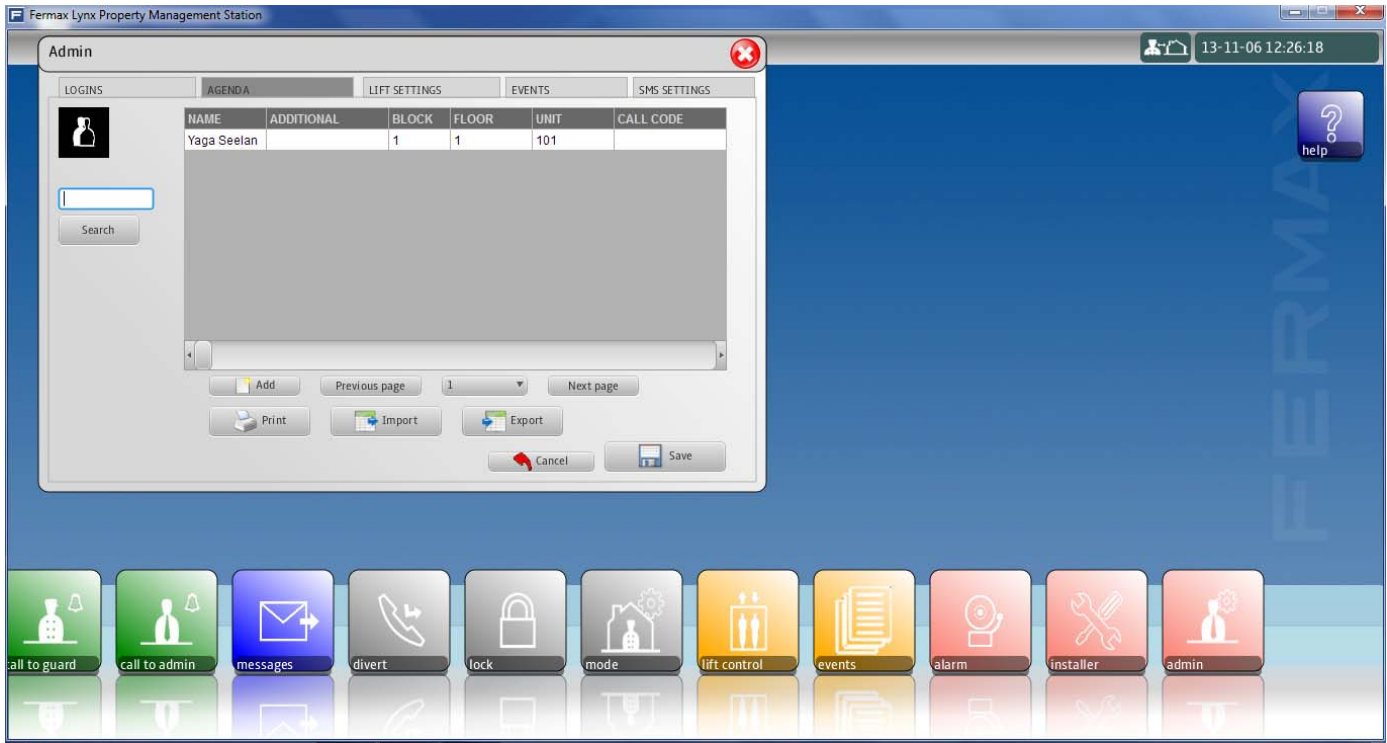 Fermax Lynx Property Management Station
Admin
13-11-06 12:26:18
LOGINS AGENDA LIFT SETTINGS EVENTS SMS SETTINGS
NAME ADDITIONAL BLOCK FLOOR UNIT CALL CODE
Yaga Seelan 1 1 101
help
Search
Add Previous page 1 Next page
Print Import Export
Cancel Save
FERMAX
all to guard call to admin messages divert lock mode lift control events alarm installer admin